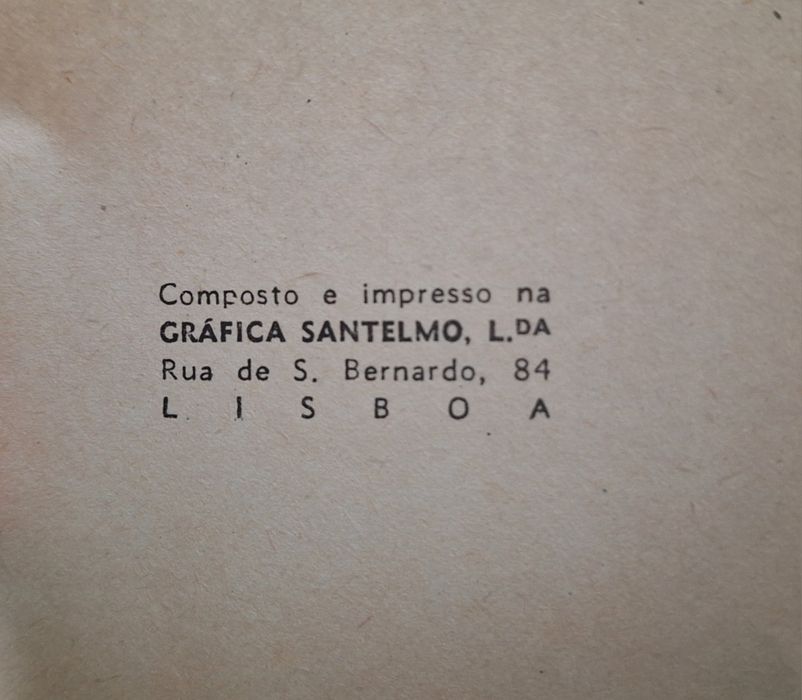 Composto e impresso na
GRÁFICA SANTELMO, L.DA
Rua de S. Bernardo, 84
L I S B O A